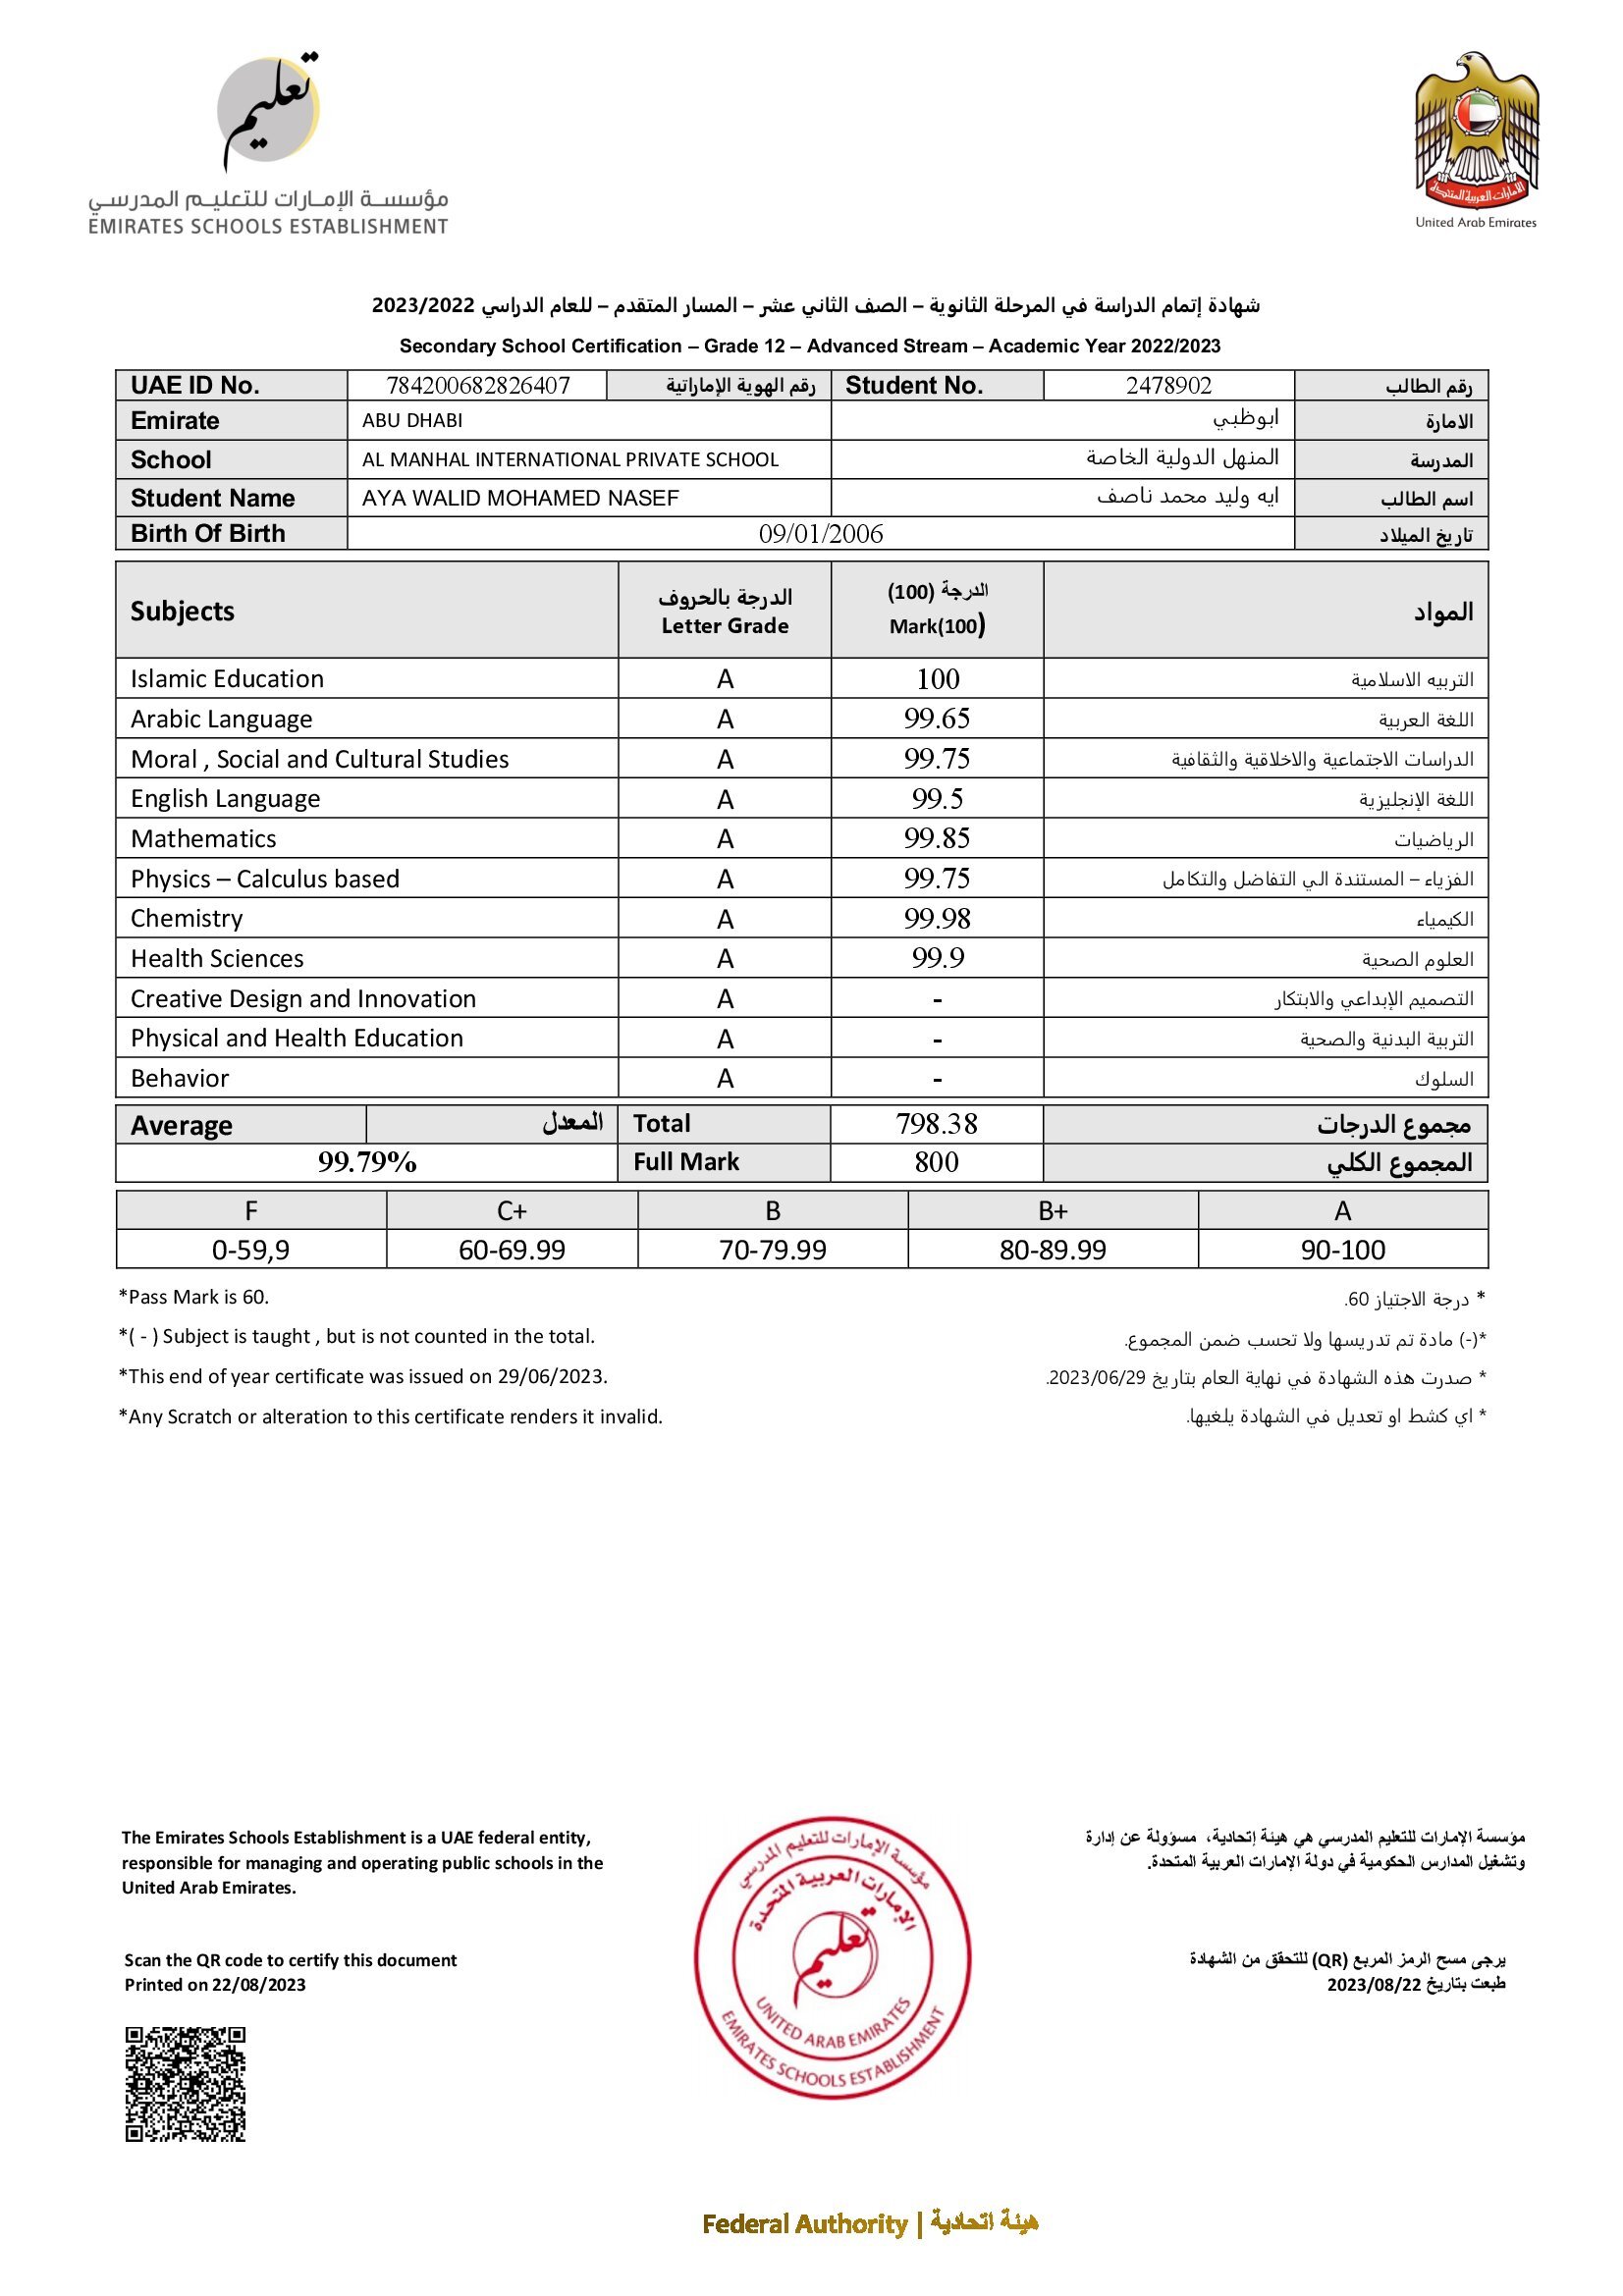 تعليم
مؤسسة الإمارات للتعليم المدرسي
EMIRATES SCHOOLS ESTABLISHMENT
الإمارات العربية المتحدة
United Arab Emirates
شهادة إتمام الدراسة في المرحلة الثانوية – الصف الثاني عشر – المسار المتقدم – للعام الدراسي 2023/2022
Secondary School Certification – Grade 12 – Advanced Stream – Academic Year 2022/2023
UAE ID No. 784200682826407 رقم الهوية الإماراتية Student No. 2478902 رقم الطالب
Emirate ABU DHABI ابوظبي الامارة
School AL MANHAL INTERNATIONAL PRIVATE SCHOOL المنهل الدولية الخاصة المدرسة
Student Name AYA WALID MOHAMED NASEF ايه وليد محمد ناصف اسم الطالب
Birth Of Birth 09/01/2006 تاريخ الميلاد
Subjects الدرجة بالحروف Letter Grade الدرجة (100) Mark(100) المواد
Islamic Education A 100 التربيه الاسلامية
Arabic Language A 99.65 اللغة العربية
Moral , Social and Cultural Studies A 99.75 الدراسات الاجتماعية والاخلاقية والثقافية
English Language A 99.5 اللغة الإنجليزية
Mathematics A 99.85 الرياضيات
Physics – Calculus based A 99.75 الفزياء – المستندة الي التفاضل والتكامل
Chemistry A 99.98 الكيمياء
Health Sciences A 99.9 العلوم الصحية
Creative Design and Innovation A - التصميم الإبداعي والابتكار
Physical and Health Education A - التربية البدنية والصحية
Behavior A - السلوك
Average المعدل Total 798.38 مجموع الدرجات
99.79% Full Mark 800 المجموع الكلي
F C+ B B+ A
0-59,9 60-69.99 70-79.99 80-89.99 90-100
*Pass Mark is 60. * درجة الاجتياز 60.
*( - ) Subject is taught , but is not counted in the total. *(-) مادة تم تدريسها ولا تحسب ضمن المجموع.
*This end of year certificate was issued on 29/06/2023. * صدرت هذه الشهادة في نهاية العام بتاريخ 2023/06/29.
*Any Scratch or alteration to this certificate renders it invalid. * اي كشط او تعديل في الشهادة يلغيها.
The Emirates Schools Establishment is a UAE federal entity,
responsible for managing and operating public schools in the
United Arab Emirates.
مؤسسة الإمارات للتعليم المدرسي هي هيئة إتحادية، مسؤولة عن إدارة
وتشغيل المدارس الحكومية في دولة الإمارات العربية المتحدة.
مؤسسة الإمارات للتعليم المدرسي
الإمارات العربية المتحدة
تعليم
UNITED ARAB EMIRATES
EMIRATES SCHOOLS ESTABLISHMENT
Scan the QR code to certify this document
Printed on 22/08/2023
يرجى مسح الرمز المربع (QR) للتحقق من الشهادة
طبعت بتاريخ 2023/08/22
Federal Authority | هيئة اتحادية